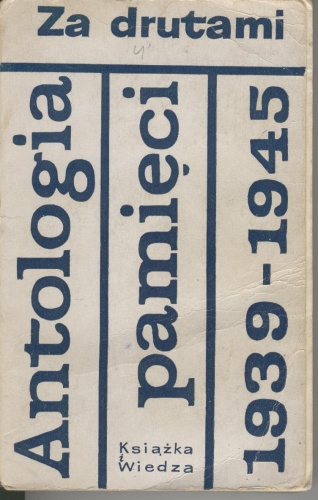 Za drutami
Antologia
pamięci
1939-1945
Książka
i
Wiedza